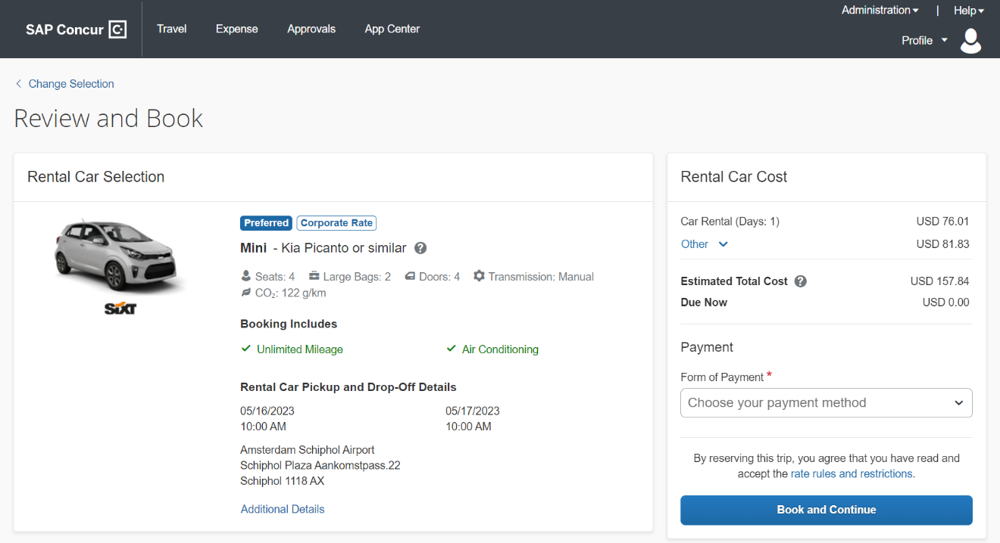 SAP Concur C
Travel
Expense
Approvals
App Center
Administration
|
Help
Profile
Change Selection
Review and Book
Rental Car Selection
Preferred
Corporate Rate
Mini - Kia Picanto or similar ?
Seats: 4
Large Bags: 2
Doors: 4
Transmission: Manual
CO₂: 122 g/km
SIXT
Booking Includes
Unlimited Mileage
Air Conditioning
Rental Car Pickup and Drop-Off Details
05/16/2023
10:00 AM
05/17/2023
10:00 AM
Amsterdam Schiphol Airport
Schiphol Plaza Aankomstpass.22
Schiphol 1118 AX
Additional Details
Rental Car Cost
Car Rental (Days: 1) USD 76.01
Other USD 81.83
Estimated Total Cost ? USD 157.84
Due Now USD 0.00
Payment
Form of Payment *
Choose your payment method
By reserving this trip, you agree that you have read and
accept the rate rules and restrictions.
Book and Continue